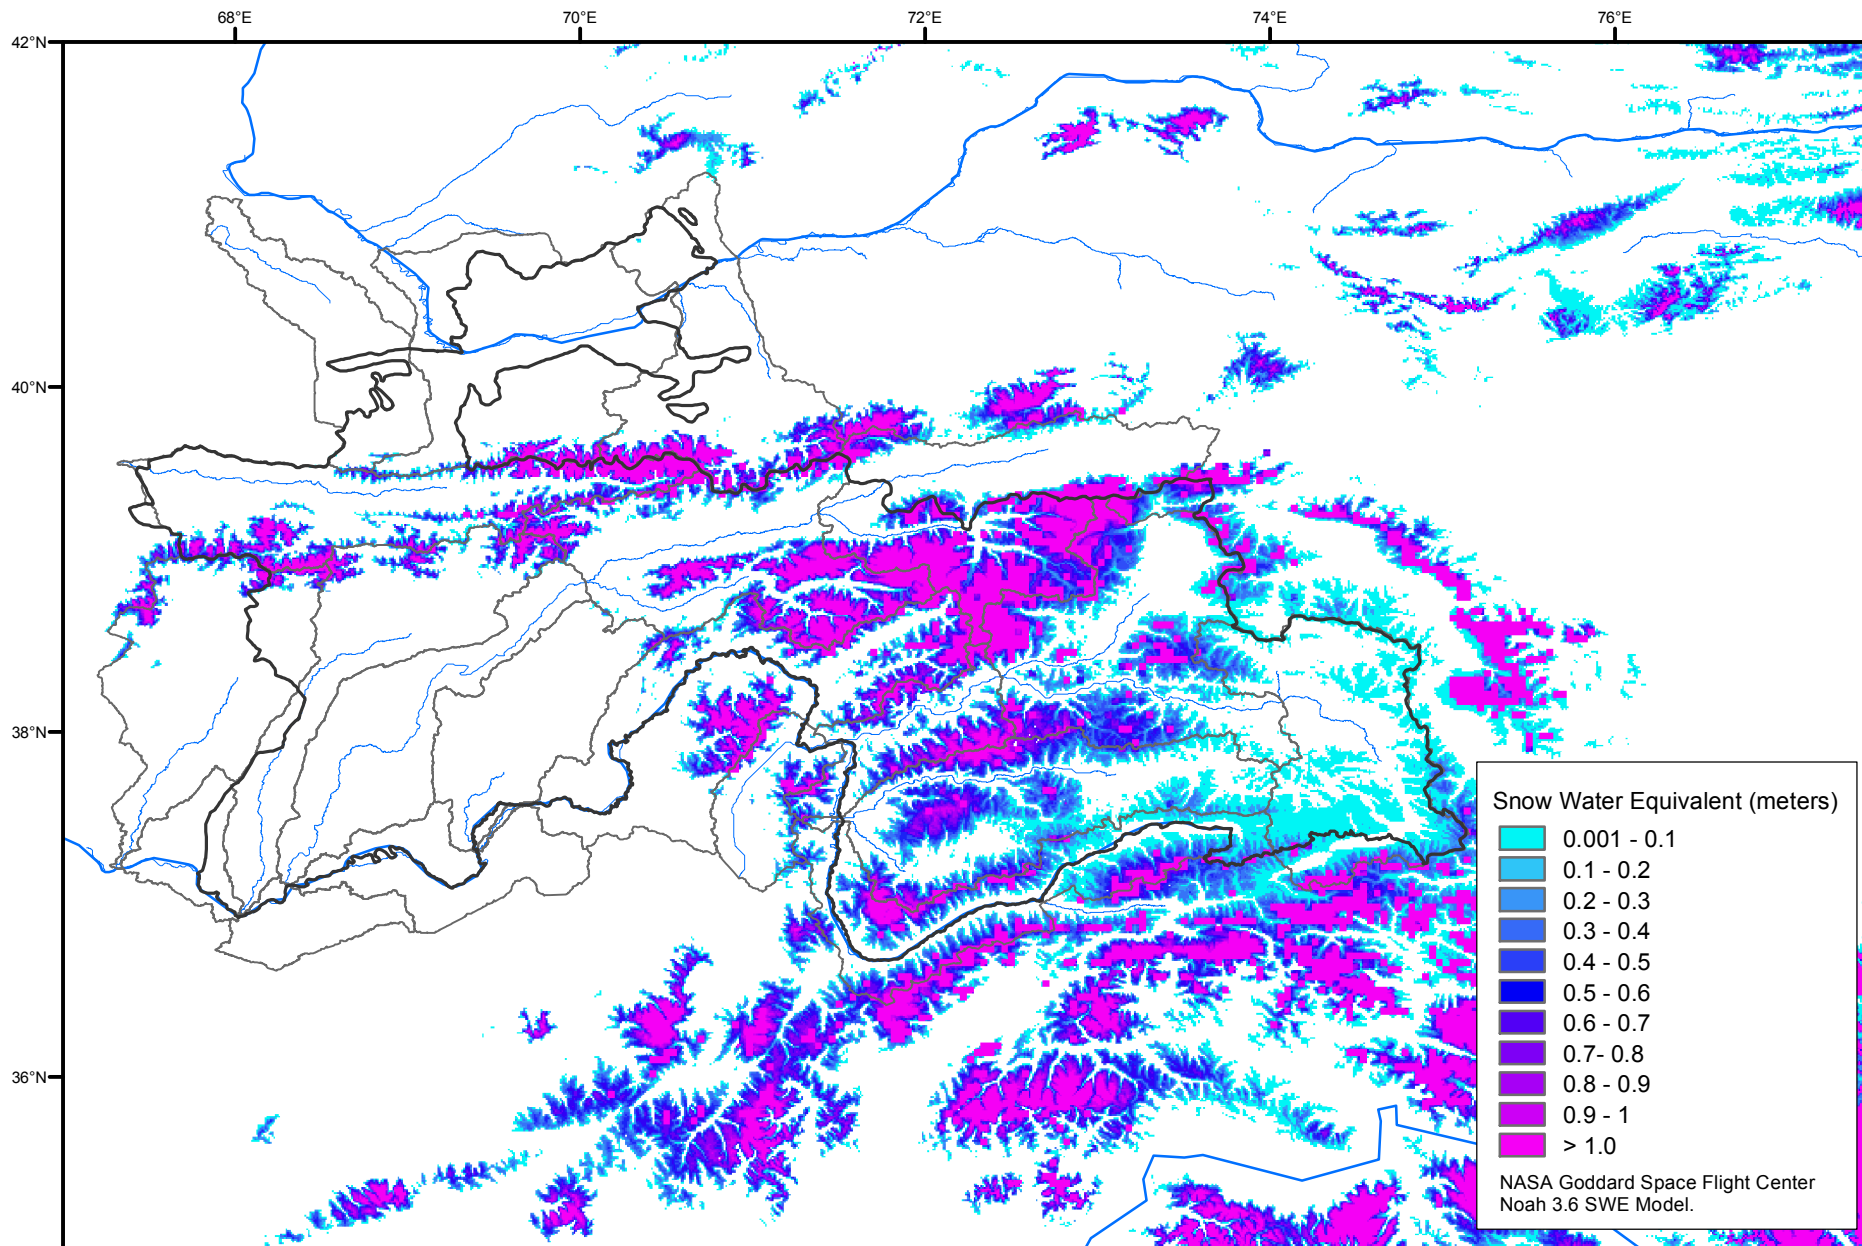 68°E
70°E
72°E
74°E
76°E
42°N
40°N
38°N
36°N
Snow Water Equivalent (meters)
0.001 - 0.1
0.1 - 0.2
0.2 - 0.3
0.3 - 0.4
0.4 - 0.5
0.5 - 0.6
0.6 - 0.7
0.7- 0.8
0.8 - 0.9
0.9 - 1
> 1.0
NASA Goddard Space Flight Center
Noah 3.6 SWE Model.